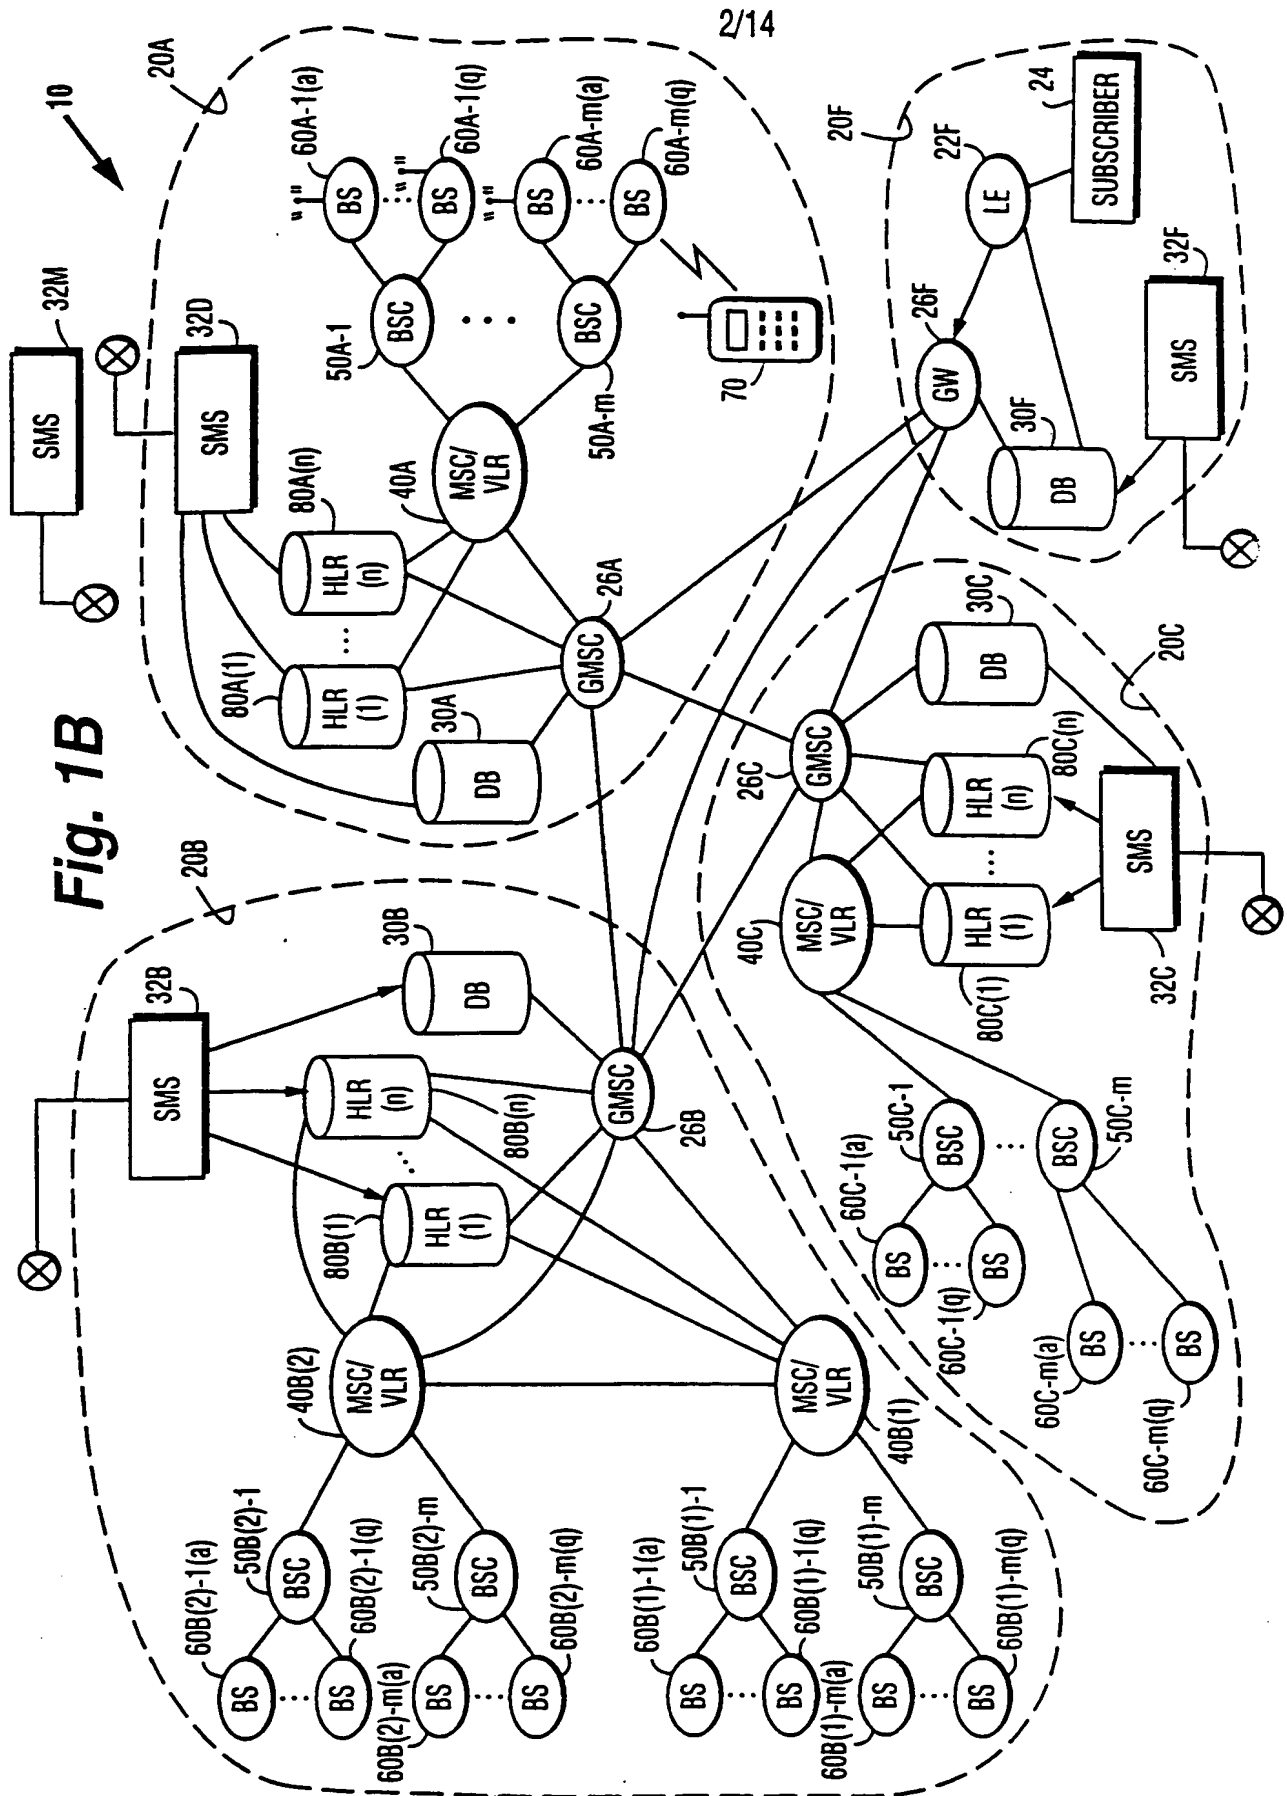 2/14
Fig. 1B
10
20A
SMS
32M
SMS
32D
HLR
(n)
80A(n)
...
HLR
(1)
80A(1)
DB
30A
GMSC
26A
MSC/
VLR
40A
BSC
50A-1
...
BSC
50A-m
"."
BS
60A-1(a)
...
"."
BS
60A-1(q)
"."
BS
60A-m(a)
...
BS
60A-m(q)
70
20B
SMS
32B
DB
30B
HLR
(n)
80B(n)
...
HLR
(1)
80B(1)
GMSC
26B
MSC/
VLR
40B(2)
MSC/
VLR
40B(1)
BSC
50B(2)-1
BSC
50B(2)-m
BS
60B(2)-1(a)
...
BS
60B(2)-1(q)
BS
60B(2)-m(a)
...
BS
60B(2)-m(q)
BSC
50B(1)-1
BSC
50B(1)-m
BS
60B(1)-1(a)
...
BS
60B(1)-1(q)
BS
60B(1)-m(a)
...
BS
60B(1)-m(q)
20F
LE
22F
SUBSCRIBER
24
GW
26F
DB
30F
SMS
32F
20C
GMSC
26C
DB
30C
HLR
(n)
80C(n)
...
HLR
(1)
80C(1)
SMS
32C
MSC/
VLR
40C
BSC
50C-1
...
BSC
50C-m
BS
60C-1(a)
...
BS
60C-1(q)
BS
60C-m(a)
...
BS
60C-m(q)